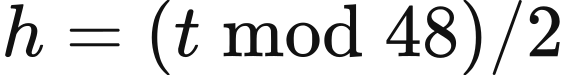 h = (t mod 48)/2